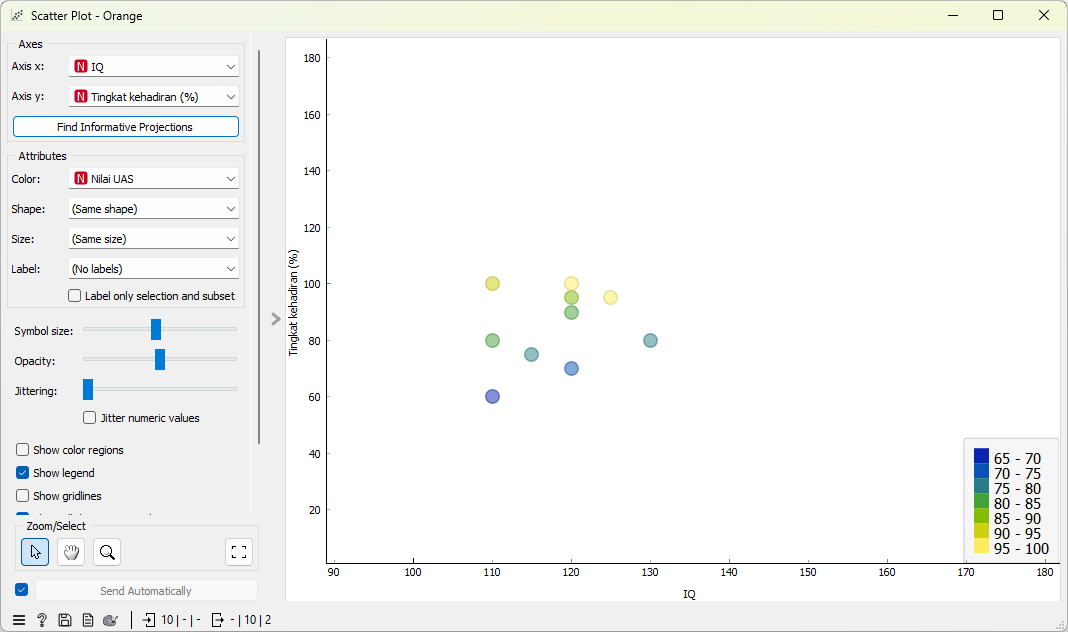 Scatter Plot - Orange
Axes
Axis x: N IQ
Axis y: N Tingkat kehadiran (%)
Find Informative Projections
Attributes
Color: N Nilai UAS
Shape: (Same shape)
Size: (Same size)
Label: (No labels)
Label only selection and subset
Symbol size:
Opacity:
Jittering:
Jitter numeric values
Show color regions
Show legend
Show gridlines
Zoom/Select
Send Automatically
10 | - | - - | 10 | 2
Tingkat kehadiran (%)
180
160
140
120
100
80
60
40
20
90 100 110 120 130 140 150 160 170 180
IQ
65 - 70
70 - 75
75 - 80
80 - 85
85 - 90
90 - 95
95 - 100